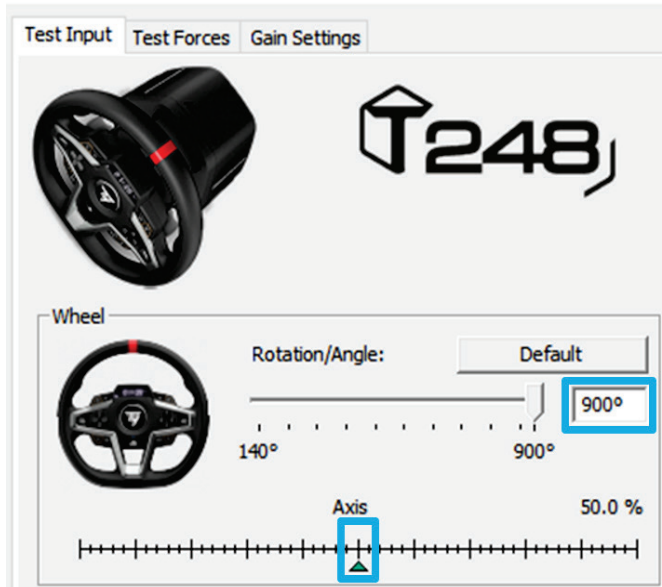 Test Input Test Forces Gain Settings
T248
Wheel
Rotation/Angle: Default
900°
140° 900°
Axis 50.0 %